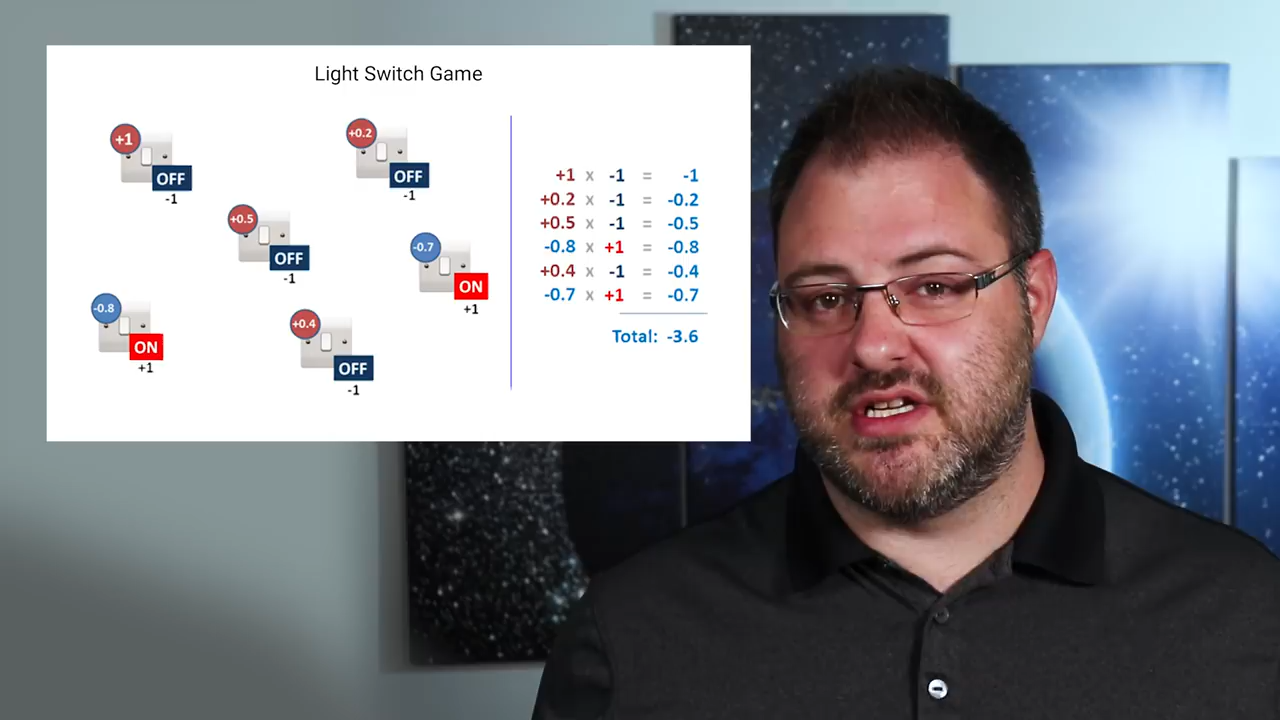 Light Switch Game
+1
OFF
-1
+0.2
OFF
-1
+0.5
OFF
-1
-0.7
ON
+1
-0.8
ON
+1
+0.4
OFF
-1
+1 x -1 = -1
+0.2 x -1 = -0.2
+0.5 x -1 = -0.5
-0.8 x +1 = -0.8
+0.4 x -1 = -0.4
-0.7 x +1 = -0.7
Total: -3.6